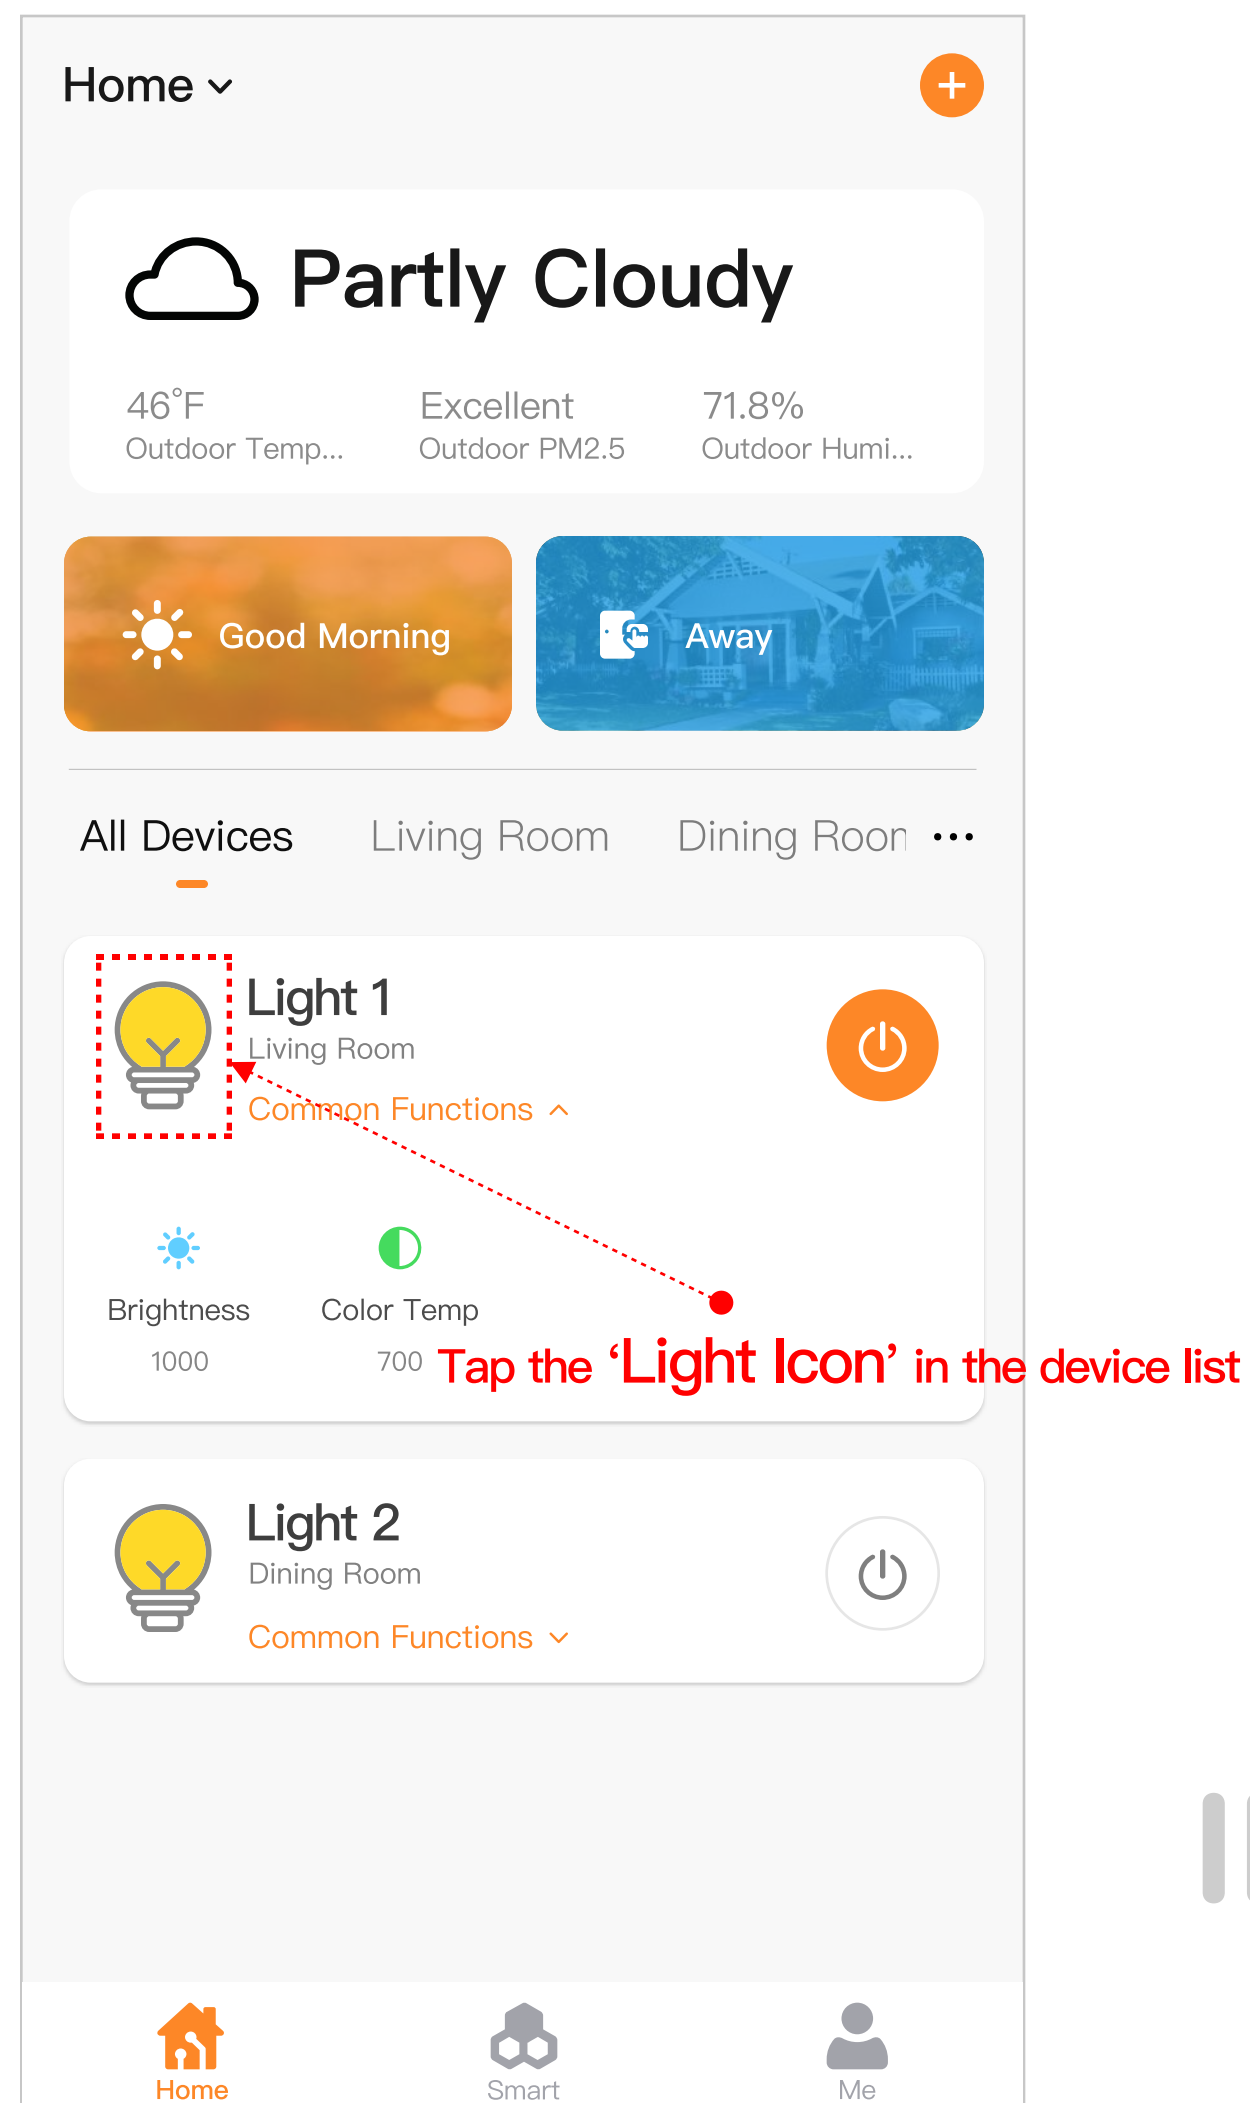 Home
Partly Cloudy
46°F Excellent 71.8%
Outdoor Temp... Outdoor PM2.5 Outdoor Humi...
Good Morning Away
All Devices Living Room Dining Room
Light 1
Living Room
Common Functions
Brightness Color Temp
1000 700
Tap the ‘Light Icon’ in the device list
Light 2
Dining Room
Common Functions
Home Smart Me